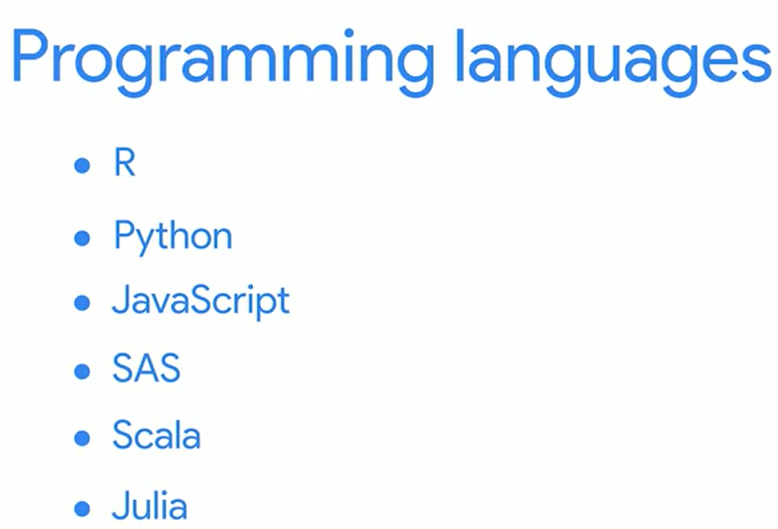 Programming languages
• R
• Python
• JavaScript
• SAS
• Scala
• Julia